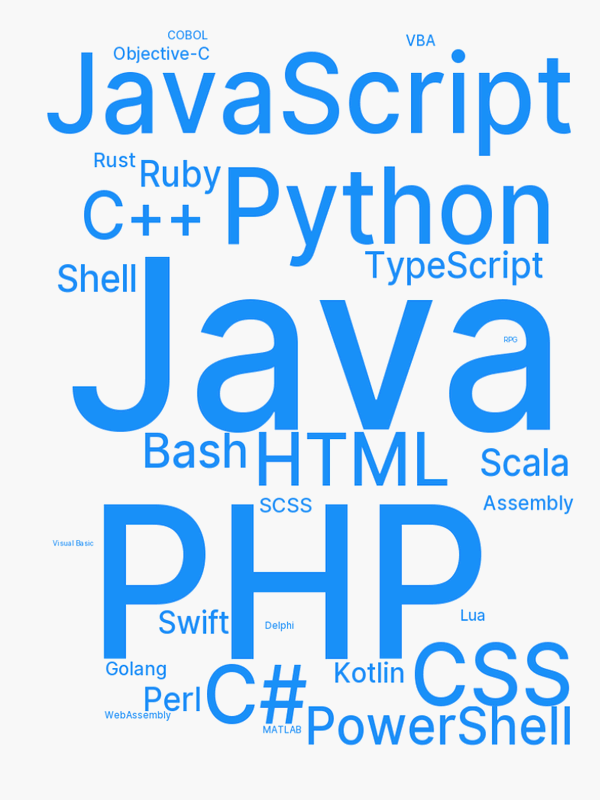 COBOL
VBA
Objective-C
JavaScript
Rust
Ruby
Python
C++
TypeScript
Shell
Java
RPG
Bash
HTML
Scala
SCSS
Assembly
PHP
Visual Basic
Swift
Delphi
Lua
Golang
Kotlin
CSS
Perl
C#
WebAssembly
MATLAB
PowerShell